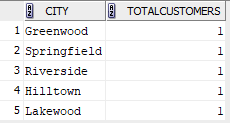 CITY TOTALCUSTOMERS
1 Greenwood 1
2 Springfield 1
3 Riverside 1
4 Hilltown 1
5 Lakewood 1